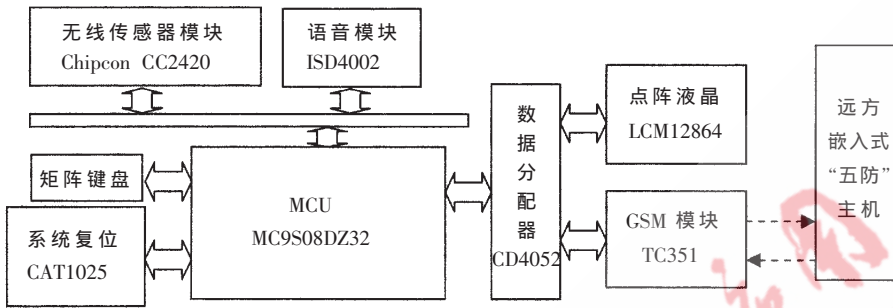 无线传感器模块
Chipcon CC2420
语音模块
ISD4002
矩阵键盘
系统复位
CAT1025
MCU
MC9S08DZ32
数
据
分
配
器
CD4052
点阵液晶
LCM12864
GSM 模块
TC351
远方
嵌入式
“五防”
主机